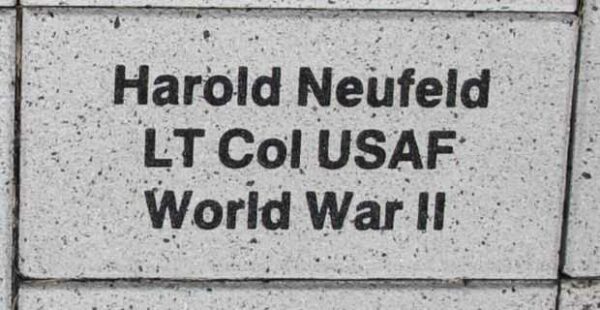 Harold Neufeld
LT Col USAF
World War II